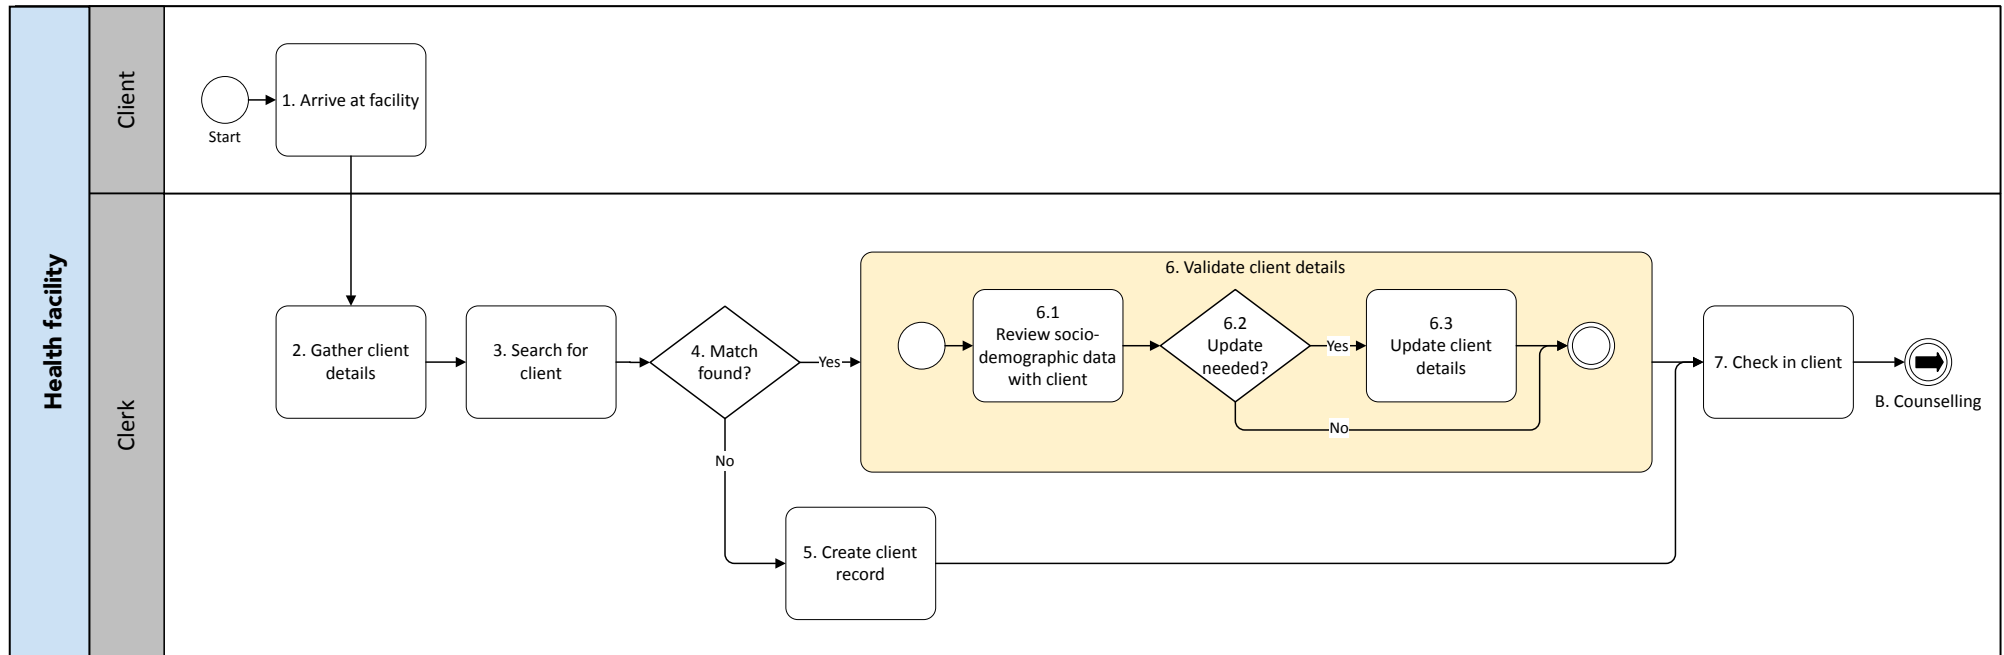 Health facility
Client
Start
1. Arrive at facility
Clerk
2. Gather client
details
3. Search for
client
4. Match
found?
Yes
No
5. Create client
record
6. Validate client details
6.1
Review socio-
demographic data
with client
6.2
Update
needed?
Yes
No
6.3
Update client
details
7. Check in client
B. Counselling